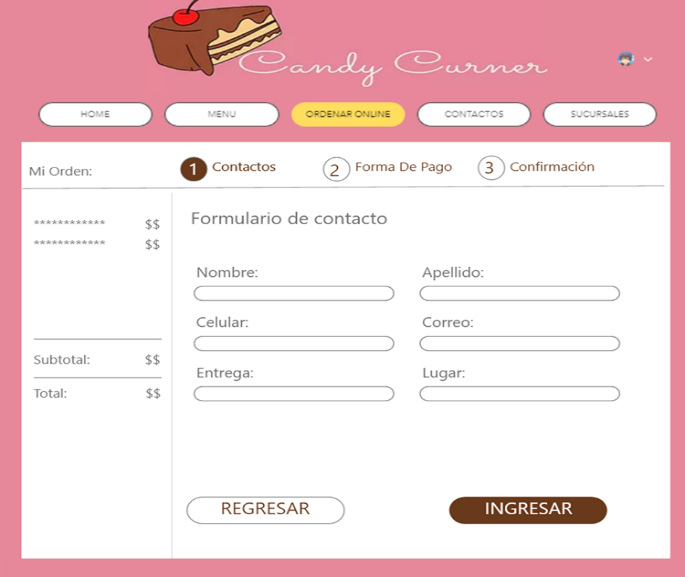 Candy Curner
HOME MENU ORDENAR ONLINE CONTACTOS SUCURSALES
Mi Orden: 1 Contactos 2 Forma De Pago 3 Confirmación
************ $$
************ $$
Subtotal: $$
Total: $$
Formulario de contacto
Nombre: Apellido:
Celular: Correo:
Entrega: Lugar:
REGRESAR INGRESAR